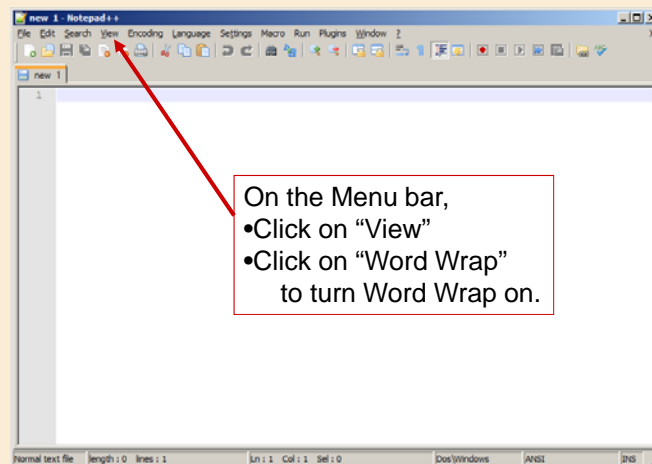 new 1 - Notepad++
File Edit Search View Encoding Language Settings Macro Run Plugins Window ?
X
new 1
1
On the Menu bar,
•Click on “View”
•Click on “Word Wrap”
to turn Word Wrap on.
Normal text file length : 0 lines : 1 Ln : 1 Col : 1 Sel : 0 Dos\Windows ANSI INS